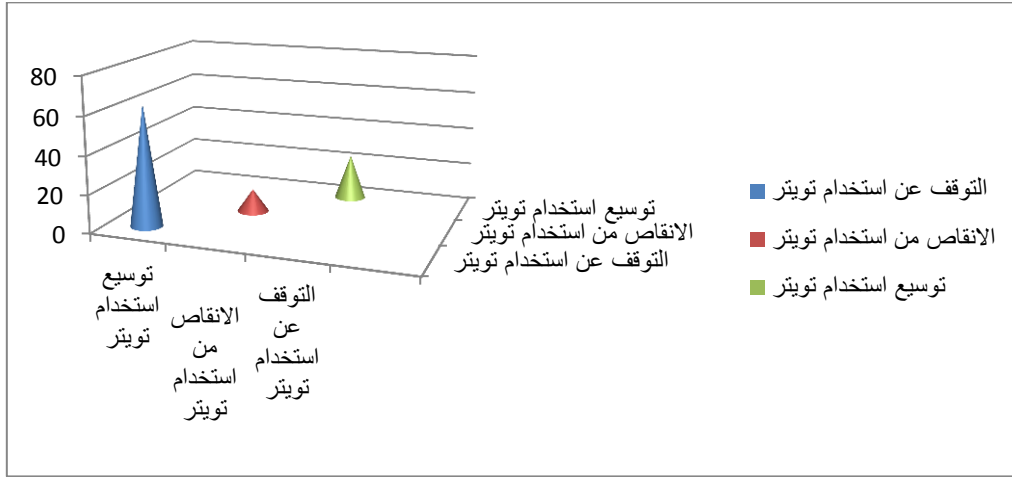 80
60
40
20
0
توسيع
استخدام
تويتر
الانقاص
من
استخدام
تويتر
التوقف
عن
استخدام
تويتر
توسيع استخدام تويتر
الانقاص من استخدام تويتر
التوقف عن استخدام تويتر
التوقف عن استخدام تويتر
الانقاص من استخدام تويتر
توسيع استخدام تويتر